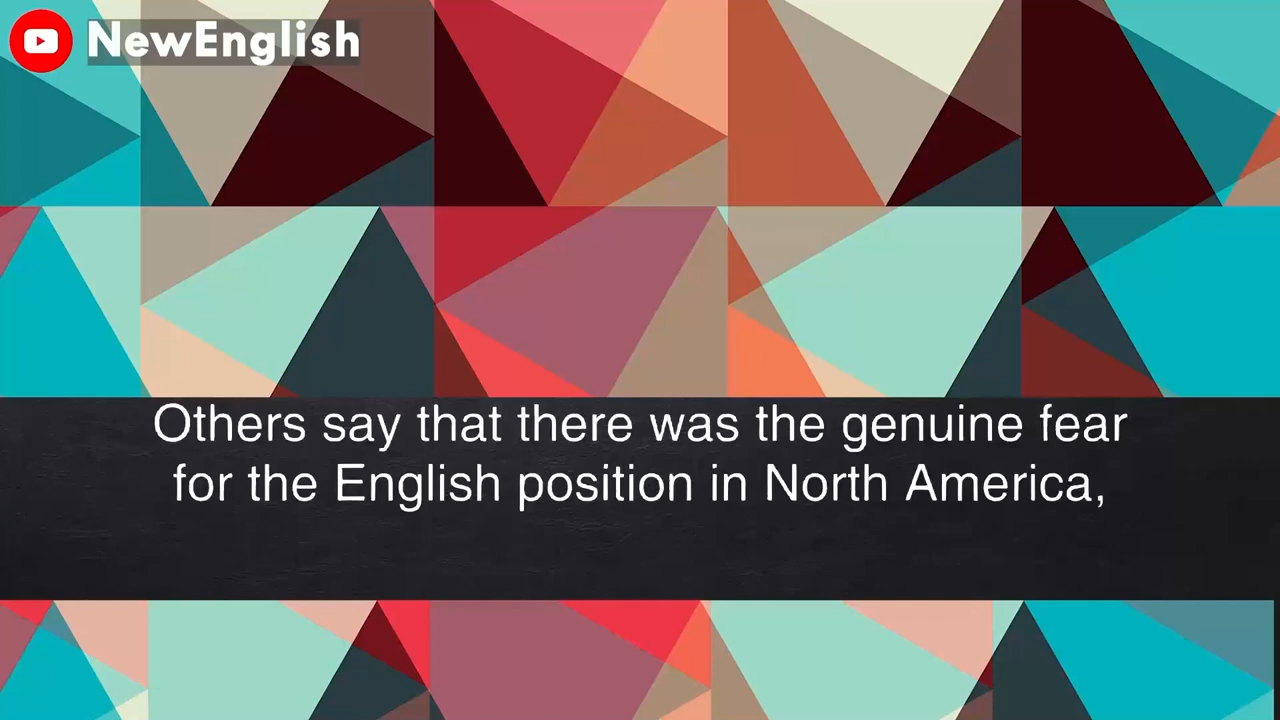 NewEnglish
Others say that there was the genuine fear
for the English position in North America,